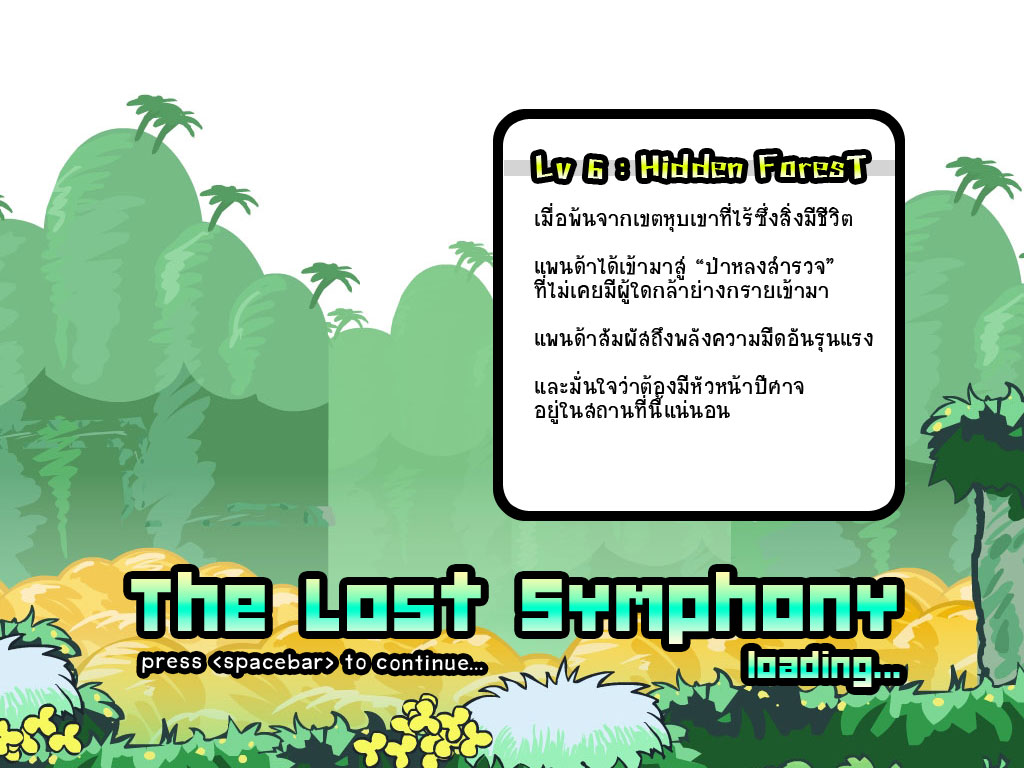 Lv 6 : Hidden ForesT
เมื่อพ้นจากเขตหุบเขาที่ไร้ซึ่งสิ่งมีชีวิต
แพนด้าได้เข้ามาสู่ “ป่าหลงสำรวจ”
ที่ไม่เคยมีผู้ใดกล้าย่างกรายเข้ามา
แพนด้าสัมผัสถึงพลังความมืดอันรุนแรง
และมั่นใจว่าต้องมีหัวหน้าปีศาจ
อยู่ในสถานที่นี้แน่นอน
The Lost Symphony
press <spacebar> to continue...
loading...